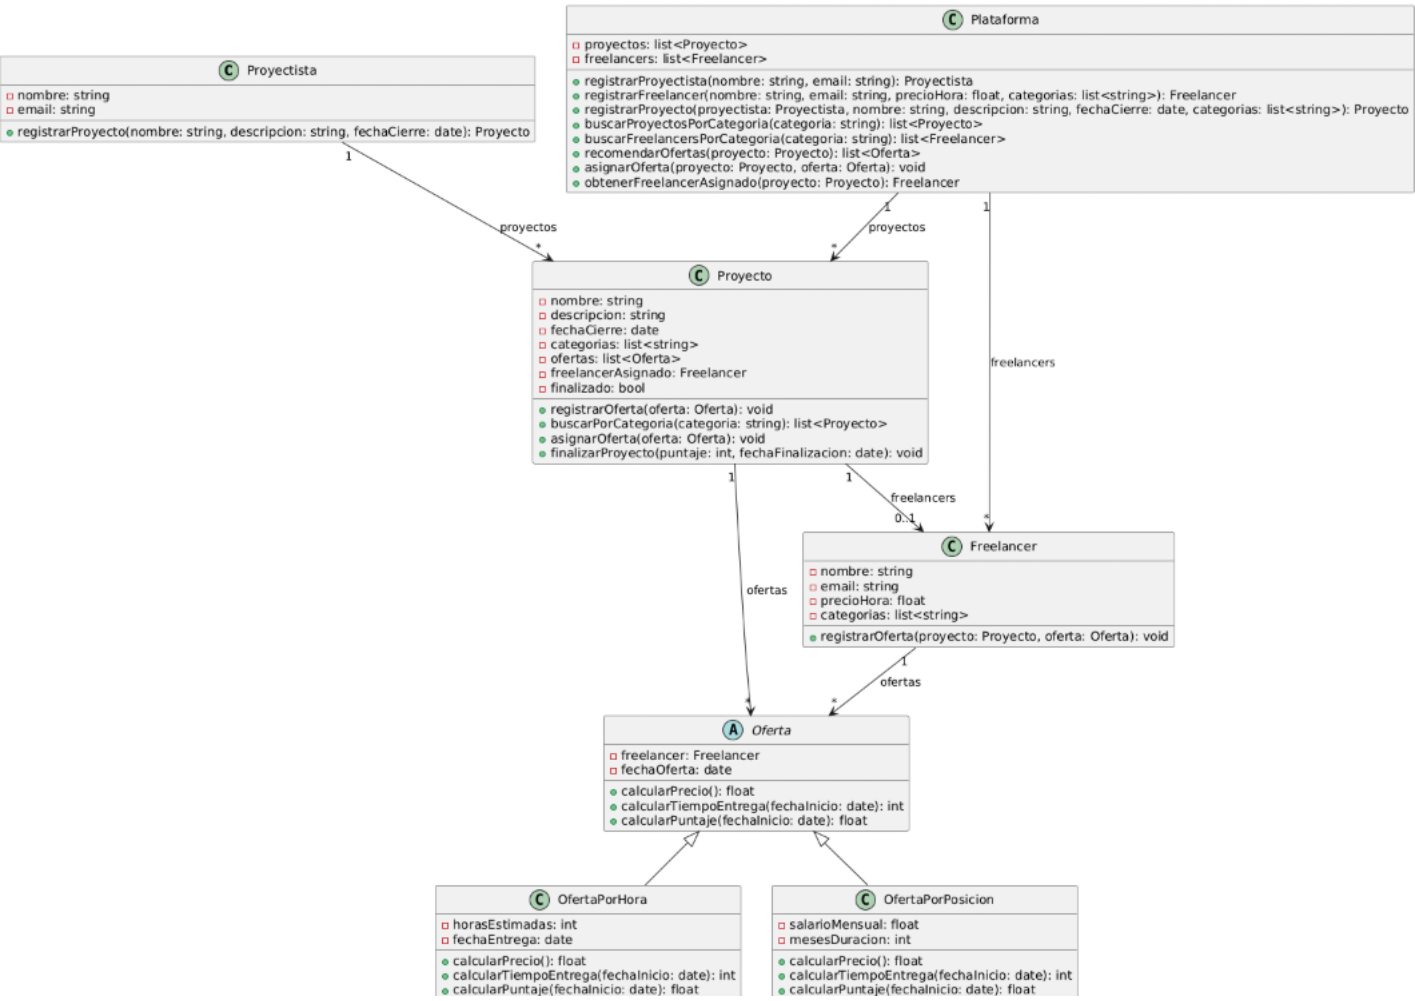 C Plataforma
proyectos: list<Proyecto>
freelancers: list<Freelancer>
registrarProyectista(nombre: string, email: string): Proyectista
registrarFreelancer(nombre: string, email: string, precioHora: float, categorias: list<string>): Freelancer
registrarProyecto(proyectista: Proyectista, nombre: string, descripcion: string, fechaCierre: date, categorias: list<string>): Proyecto
buscarProyectosPorCategoria(categoria: string): list<Proyecto>
buscarFreelancersPorCategoria(categoria: string): list<Freelancer>
recomendarOfertas(proyecto: Proyecto): list<Oferta>
asignarOferta(proyecto: Proyecto, oferta: Oferta): void
obtenerFreelancerAsignado(proyecto: Proyecto): Freelancer
C Proyectista
nombre: string
email: string
registrarProyecto(nombre: string, descripcion: string, fechaCierre: date): Proyecto
1
proyectos
*
1
proyectos
*
1
freelancers
*
C Proyecto
nombre: string
descripcion: string
fechaCierre: date
categorias: list<string>
ofertas: list<Oferta>
freelancerAsignado: Freelancer
finalizado: bool
registrarOferta(oferta: Oferta): void
buscarPorCategoria(categoria: string): list<Proyecto>
asignarOferta(oferta: Oferta): void
finalizarProyecto(puntaje: int, fechaFinalizacion: date): void
1
ofertas
*
1
freelancers
0..1
C Freelancer
nombre: string
email: string
precioHora: float
categorias: list<string>
registrarOferta(proyecto: Proyecto, oferta: Oferta): void
1
ofertas
*
A Oferta
freelancer: Freelancer
fechaOferta: date
calcularPrecio(): float
calcularTiempoEntrega(fechaInicio: date): int
calcularPuntaje(fechaInicio: date): float
C OfertaPorHora
horasEstimadas: int
fechaEntrega: date
calcularPrecio(): float
calcularTiempoEntrega(fechaInicio: date): int
calcularPuntaje(fechaInicio: date): float
C OfertaPorPosicion
salarioMensual: float
mesesDuracion: int
calcularPrecio(): float
calcularTiempoEntrega(fechaInicio: date): int
calcularPuntaje(fechaInicio: date): float